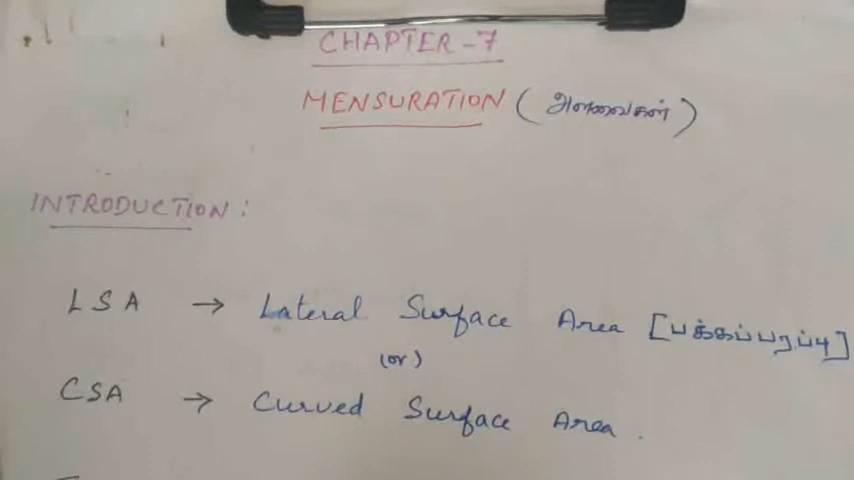 CHAPTER-7
MENSURATION (அளவைகள்)
INTRODUCTION:
LSA → Lateral Surface Area [பக்கப்பரப்பு]
(or)
CSA → Curved Surface Area.